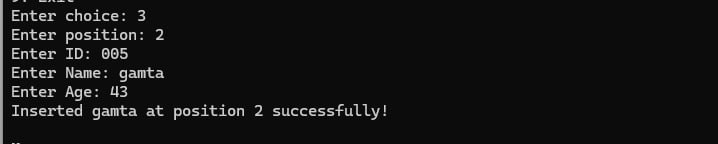 Enter choice: 3
Enter position: 2
Enter ID: 005
Enter Name: gamta
Enter Age: 43
Inserted gamta at position 2 successfully!